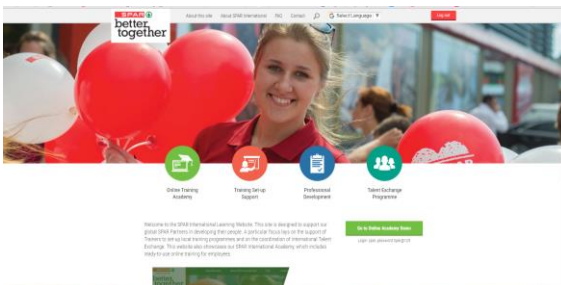 SPAR
better
together
About this site About SPAR International FAQ Contact Select Language ▼ Log out
Online Training
Academy
Training Set-up
Support
Professional
Development
Talent Exchange
Programme
Welcome to the SPAR International Learning Website. This site is designed to support our
global SPAR Partners in developing their people. A particular focus lays on the support of
Trainers to set-up local training programmes and on the coordination of International Talent
Exchange. This website also showcases our SPAR International Academy, which includes
ready to use online training for employees.
Go to Online Academy Demo
better
together